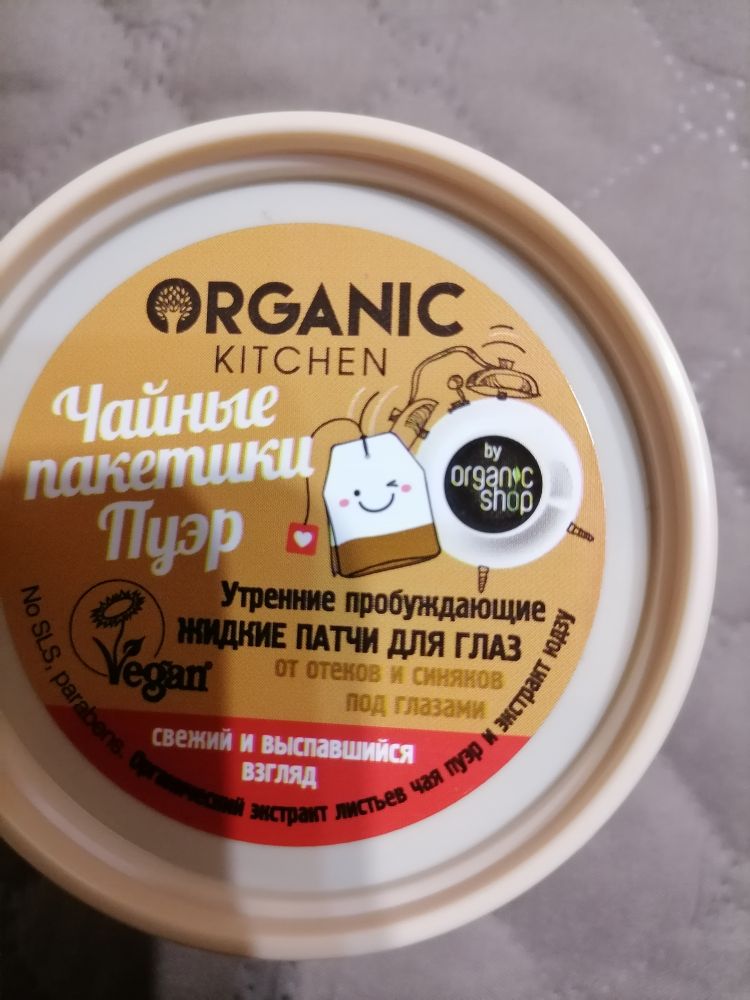 ORGANIC
KITCHEN
Чайные
пакетики
Пуэр
by
organic
shop
Утренние пробуждающие
ЖИДКИЕ ПАТЧИ ДЛЯ ГЛАЗ
от отеков и синяков
под глазами
Vegan
свежий и выспавшийся
взгляд
No SLS, parabens. Органический экстракт листьев чая пуэр и экстракт юдзу